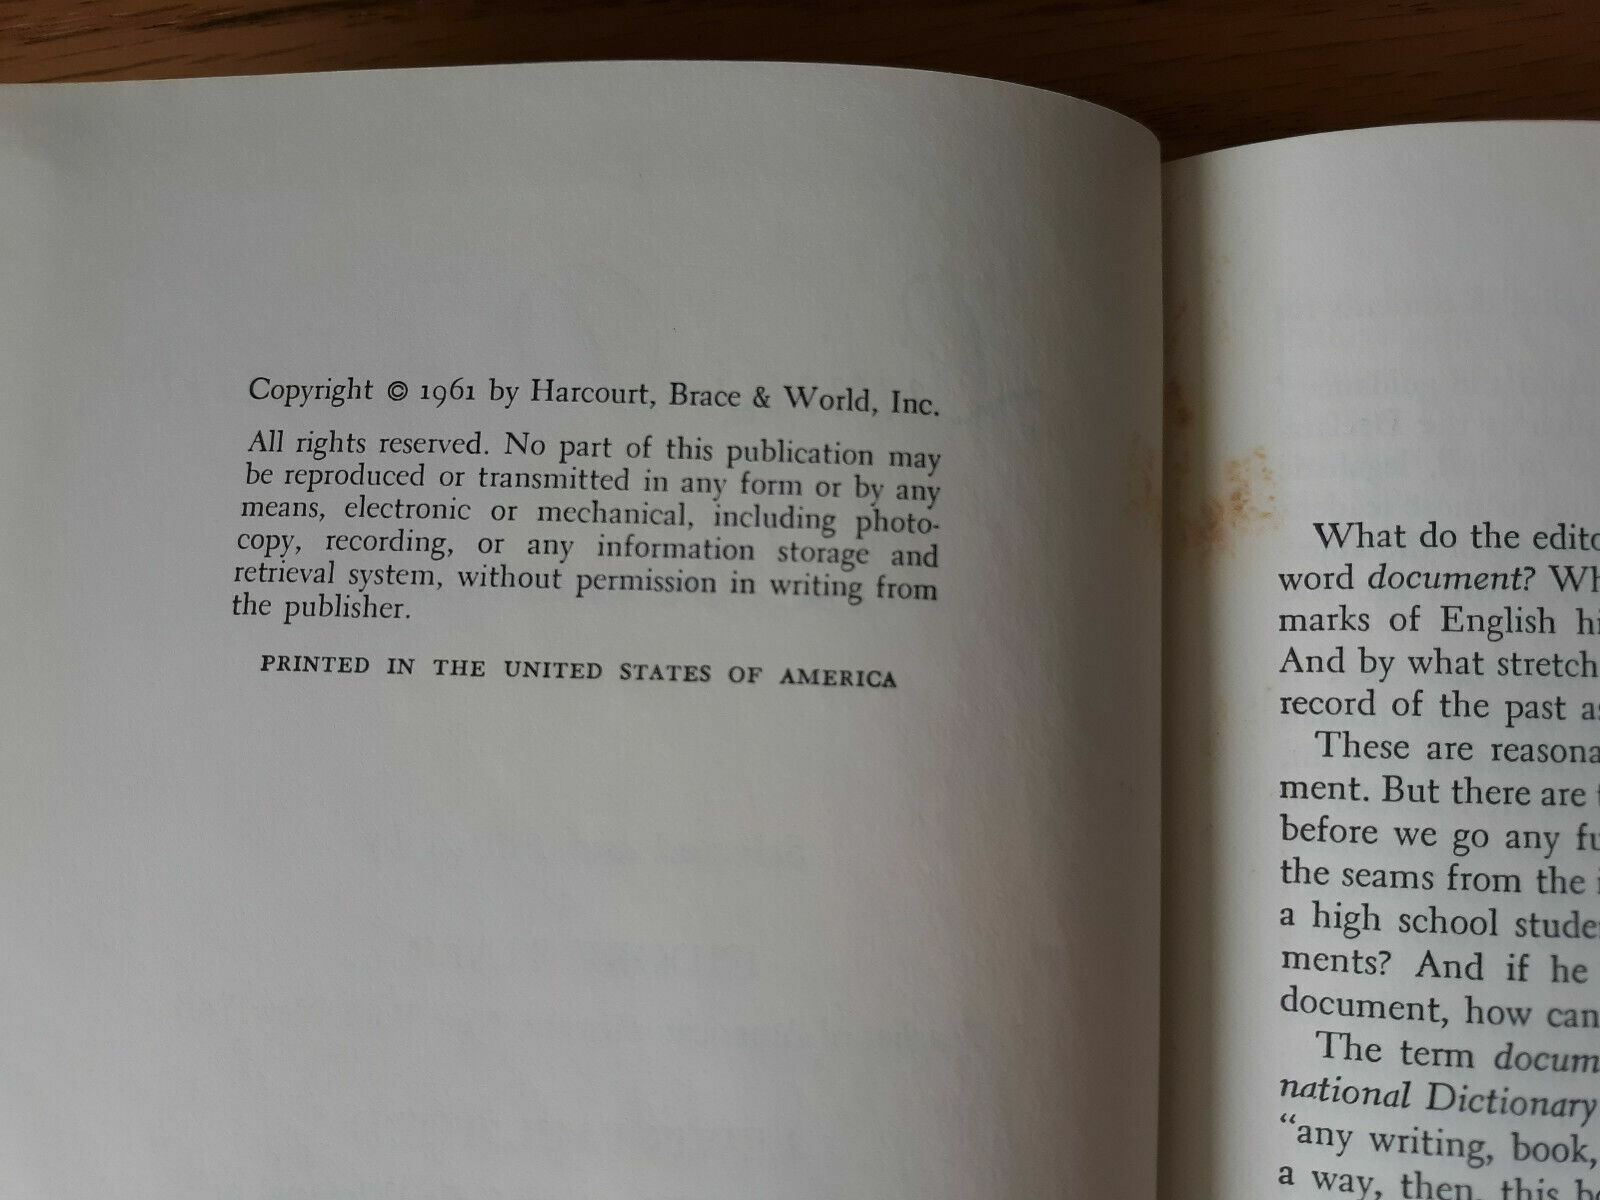 Copyright © 1961 by Harcourt, Brace & World, Inc.
All rights reserved. No part of this publication may
be reproduced or transmitted in any form or by any
means, electronic or mechanical, including photo-
copy, recording, or any information storage and
retrieval system, without permission in writing from
the publisher.
PRINTED IN THE UNITED STATES OF AMERICA
What do the edito
word document? Wh
marks of English hi
And by what stretch
record of the past as
These are reasona
ment. But there are
before we go any fu
the seams from the i
a high school stude
ments? And if he
document, how can
The term docum
national Dictionary
“any writing, book,
a way, then, this